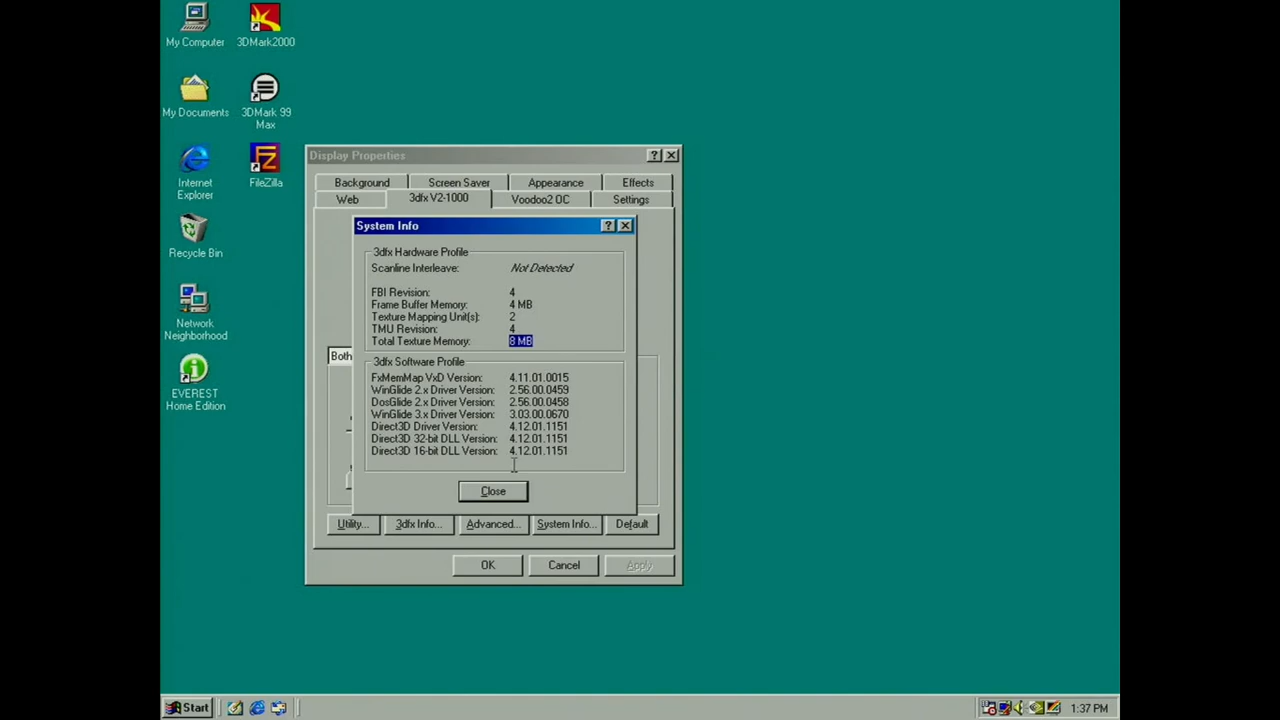 My Computer
3DMark2000
My Documents
3DMark 99
Max
Internet
Explorer
FileZilla
Recycle Bin
Network
Neighborhood
EVEREST
Home Edition
Display Properties
Background
Screen Saver
Appearance
Effects
Web
3dfx V2-1000
Voodoo2 OC
Settings
System Info
3dfx Hardware Profile
Scanline Interleave: Not Detected
FBI Revision: 4
Frame Buffer Memory: 4 MB
Texture Mapping Unit(s): 2
TMU Revision: 4
Total Texture Memory: 8 MB
Both
3dfx Software Profile
FxMemMap VxD Version: 4.11.01.0015
WinGlide 2.x Driver Version: 2.56.00.0459
DosGlide 2.x Driver Version: 2.56.00.0458
WinGlide 3.x Driver Version: 3.03.00.0670
Direct3D Driver Version: 4.12.01.1151
Direct3D 32-bit DLL Version: 4.12.01.1151
Direct3D 16-bit DLL Version: 4.12.01.1151
Close
Utility...
3dfx Info...
Advanced...
System Info...
Default
OK
Cancel
Apply
Start
1:37 PM